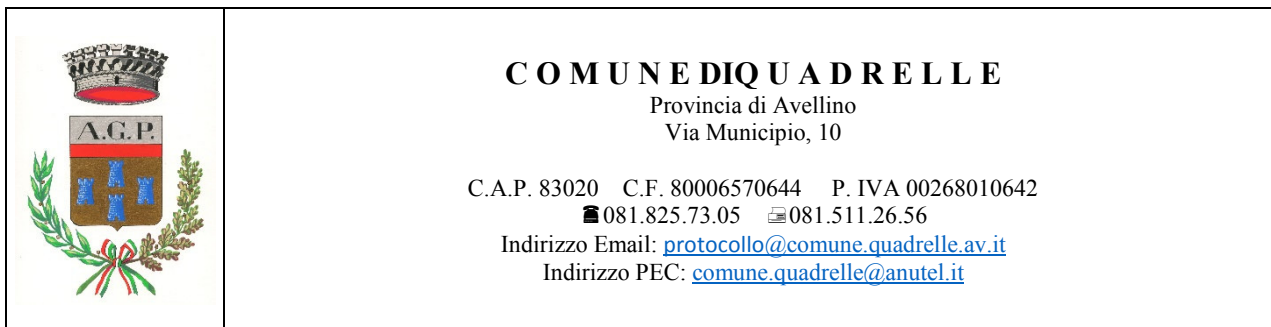 A.G.P.
C O M U N E DIQ U A D R E L L E
Provincia di Avellino
Via Municipio, 10
C.A.P. 83020 C.F. 80006570644 P. IVA 00268010642
🕿081.825.73.05 🖷081.511.26.56
Indirizzo Email: protocollo@comune.quadrelle.av.it
Indirizzo PEC: comune.quadrelle@anutel.it